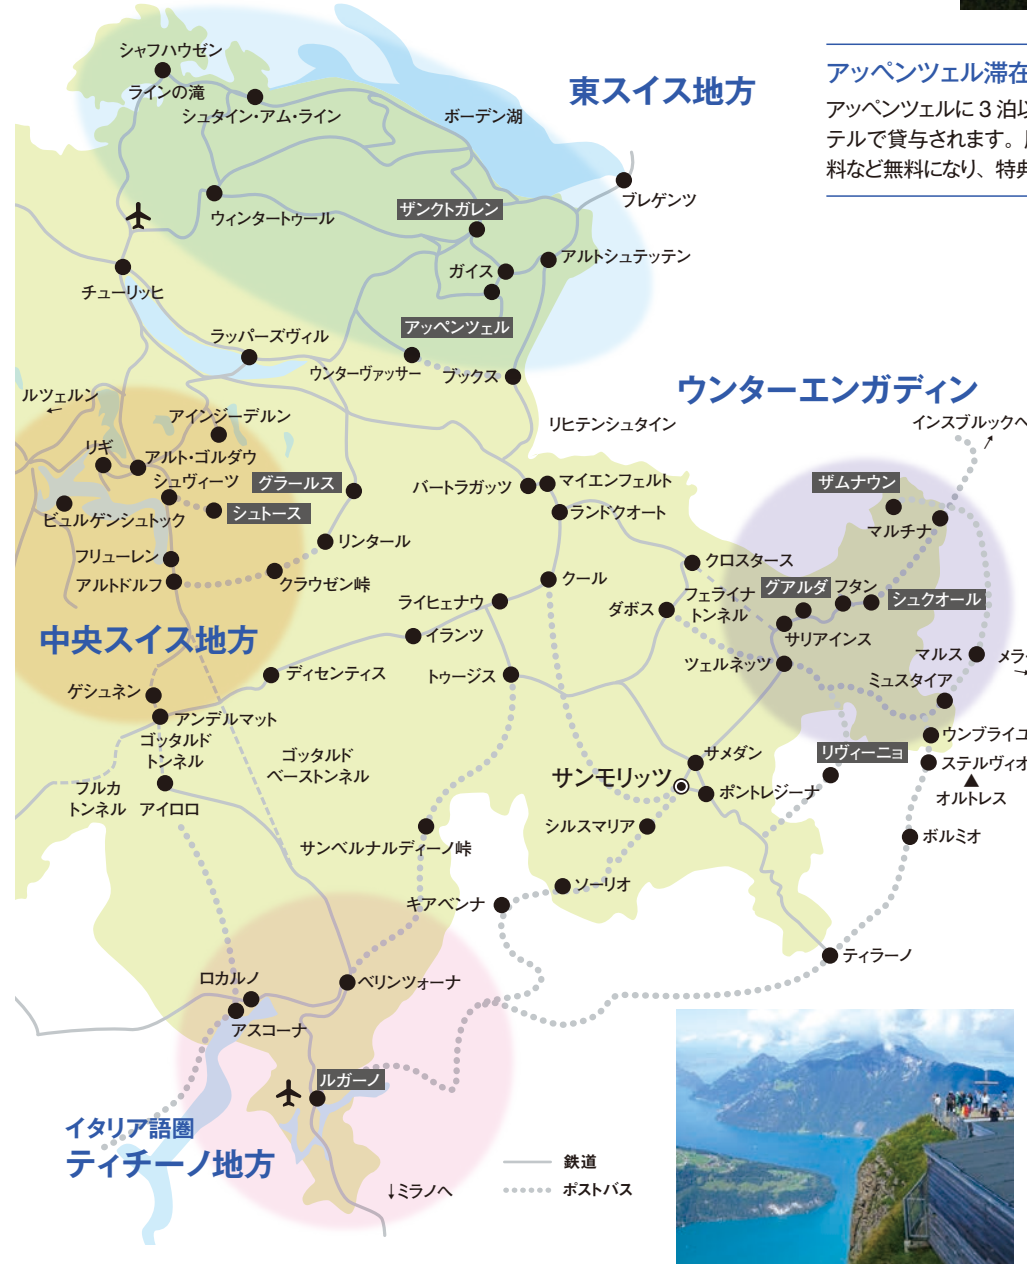 シャフハウゼン
ラインの滝
シュタイン・アム・ライン
東スイス地方
ボーデン湖
アッペンツェル滞在
アッペンツェルに3泊以
テルで貸与されます。
料など無料になり、特典
ブレゲンツ
ウィンタートゥール
ザンクトガレン
アルトシュテッテン
ガイス
チューリッヒ
アッペンツェル
ラッパーズヴィル
ウンターヴァッサー
ブックス
ウンターエンガディン
ルツェルン
←
アインジーデルン
リヒテンシュタイン
インスブルックへ
↗
リギ
アルト・ゴルダウ
シュヴィーツ
グラールス
バートラガッツ
マイエンフェルト
ザムナウン
ビュルゲンシュトック
シュトース
ランドクオート
マルチナ
リンタール
フリューレン
アルトドルフ
クラウゼン峠
クール
クロスタース
フェライナ
トンネル
グアルダ
フタン
シュクオール
ライヒェナウ
ダボス
サリアインス
中央スイス地方
イランツ
ツェルネッツ
マルス
メラ
→
ディセンティス
トゥージス
ミュスタイア
ゲシュネン
アンデルマット
ゴッタルド
トンネル
ゴッタルド
ベーストンネル
ウンブライユ
サメダン
リヴィーニョ
ステルヴィオ
▲
オルトレス
フルカ
トンネル
アイロロ
サンモリッツ
ポントレジーナ
シルスマリア
ボルミオ
サンベルナルディーノ峠
ソーリオ
キアベンナ
ティラーノ
ロカルノ
ベリンツォーナ
アスコーナ
ルガーノ
イタリア語圏
ティチーノ地方
↓ミラノへ
鉄道
ポストバス